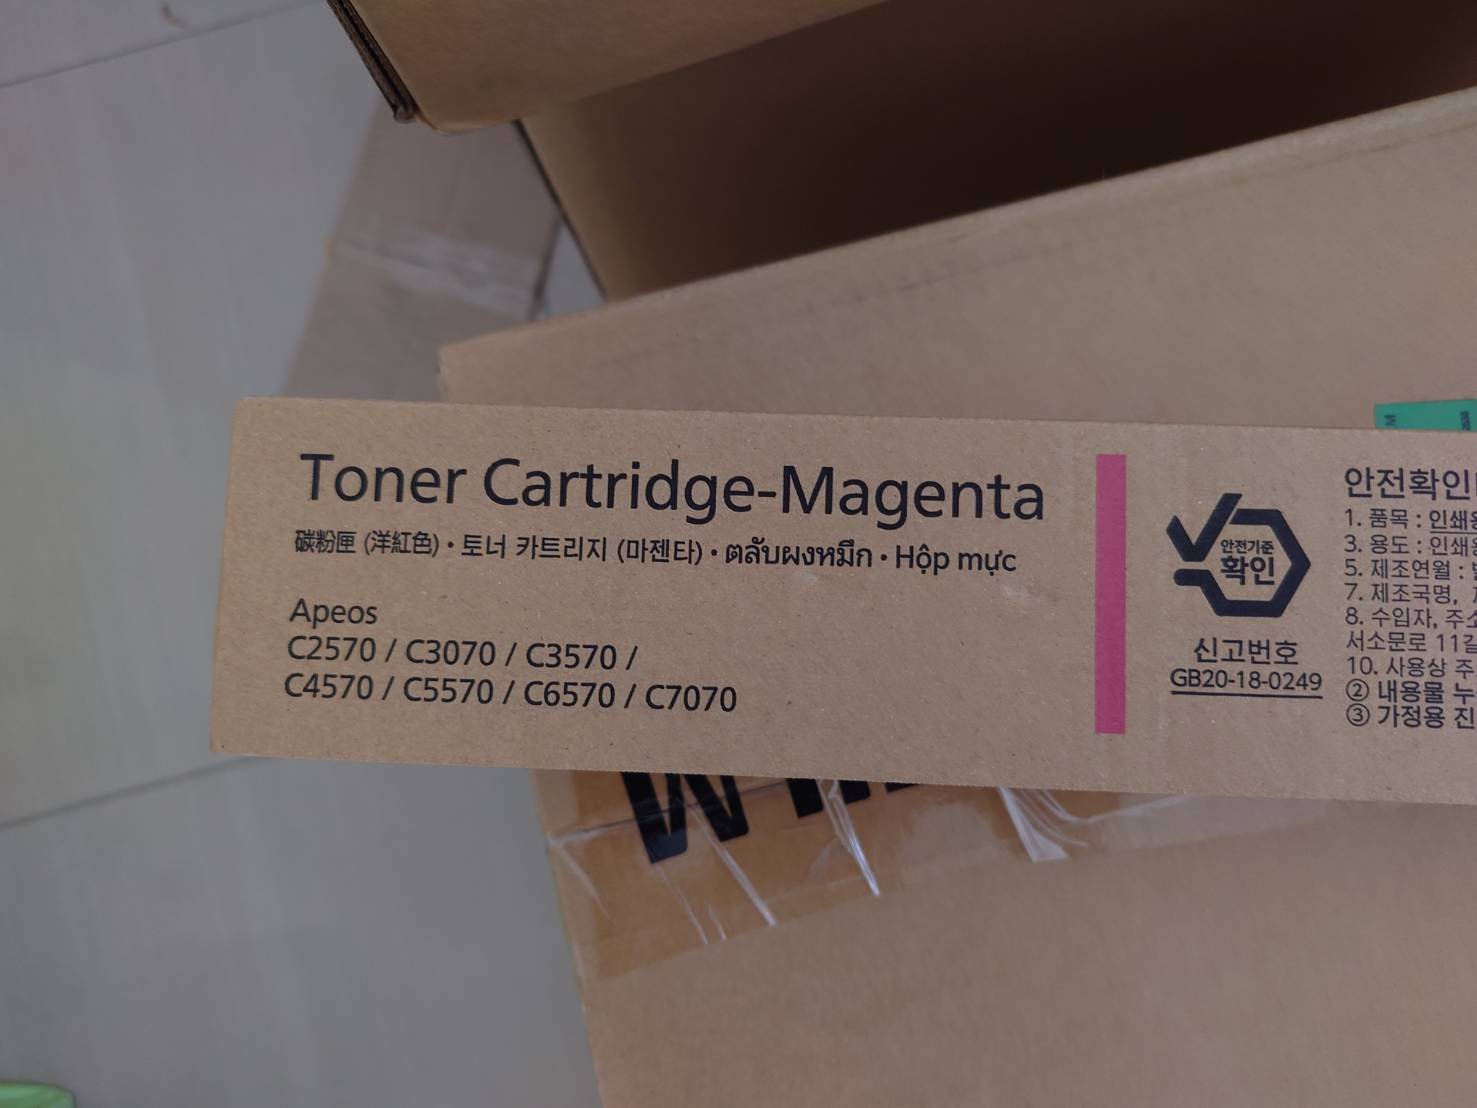 Toner Cartridge-Magenta
碳粉匣 (洋紅色)・토너 카트리지 (마젠타)・ตลับผงหมึก・Hộp mực
Apeos
C2570 / C3070 / C3570 /
C4570 / C5570 / C6570 / C7070
안전기준
확인
신고번호
GB20-18-0249
안전확인
1. 품목 : 인쇄용
3. 용도 : 인쇄용
5. 제조연월 :
7. 제조국명,
8. 수입자, 주소
서소문로 11길
10. 사용상 주
② 내용물 누
③ 가정용 진
M